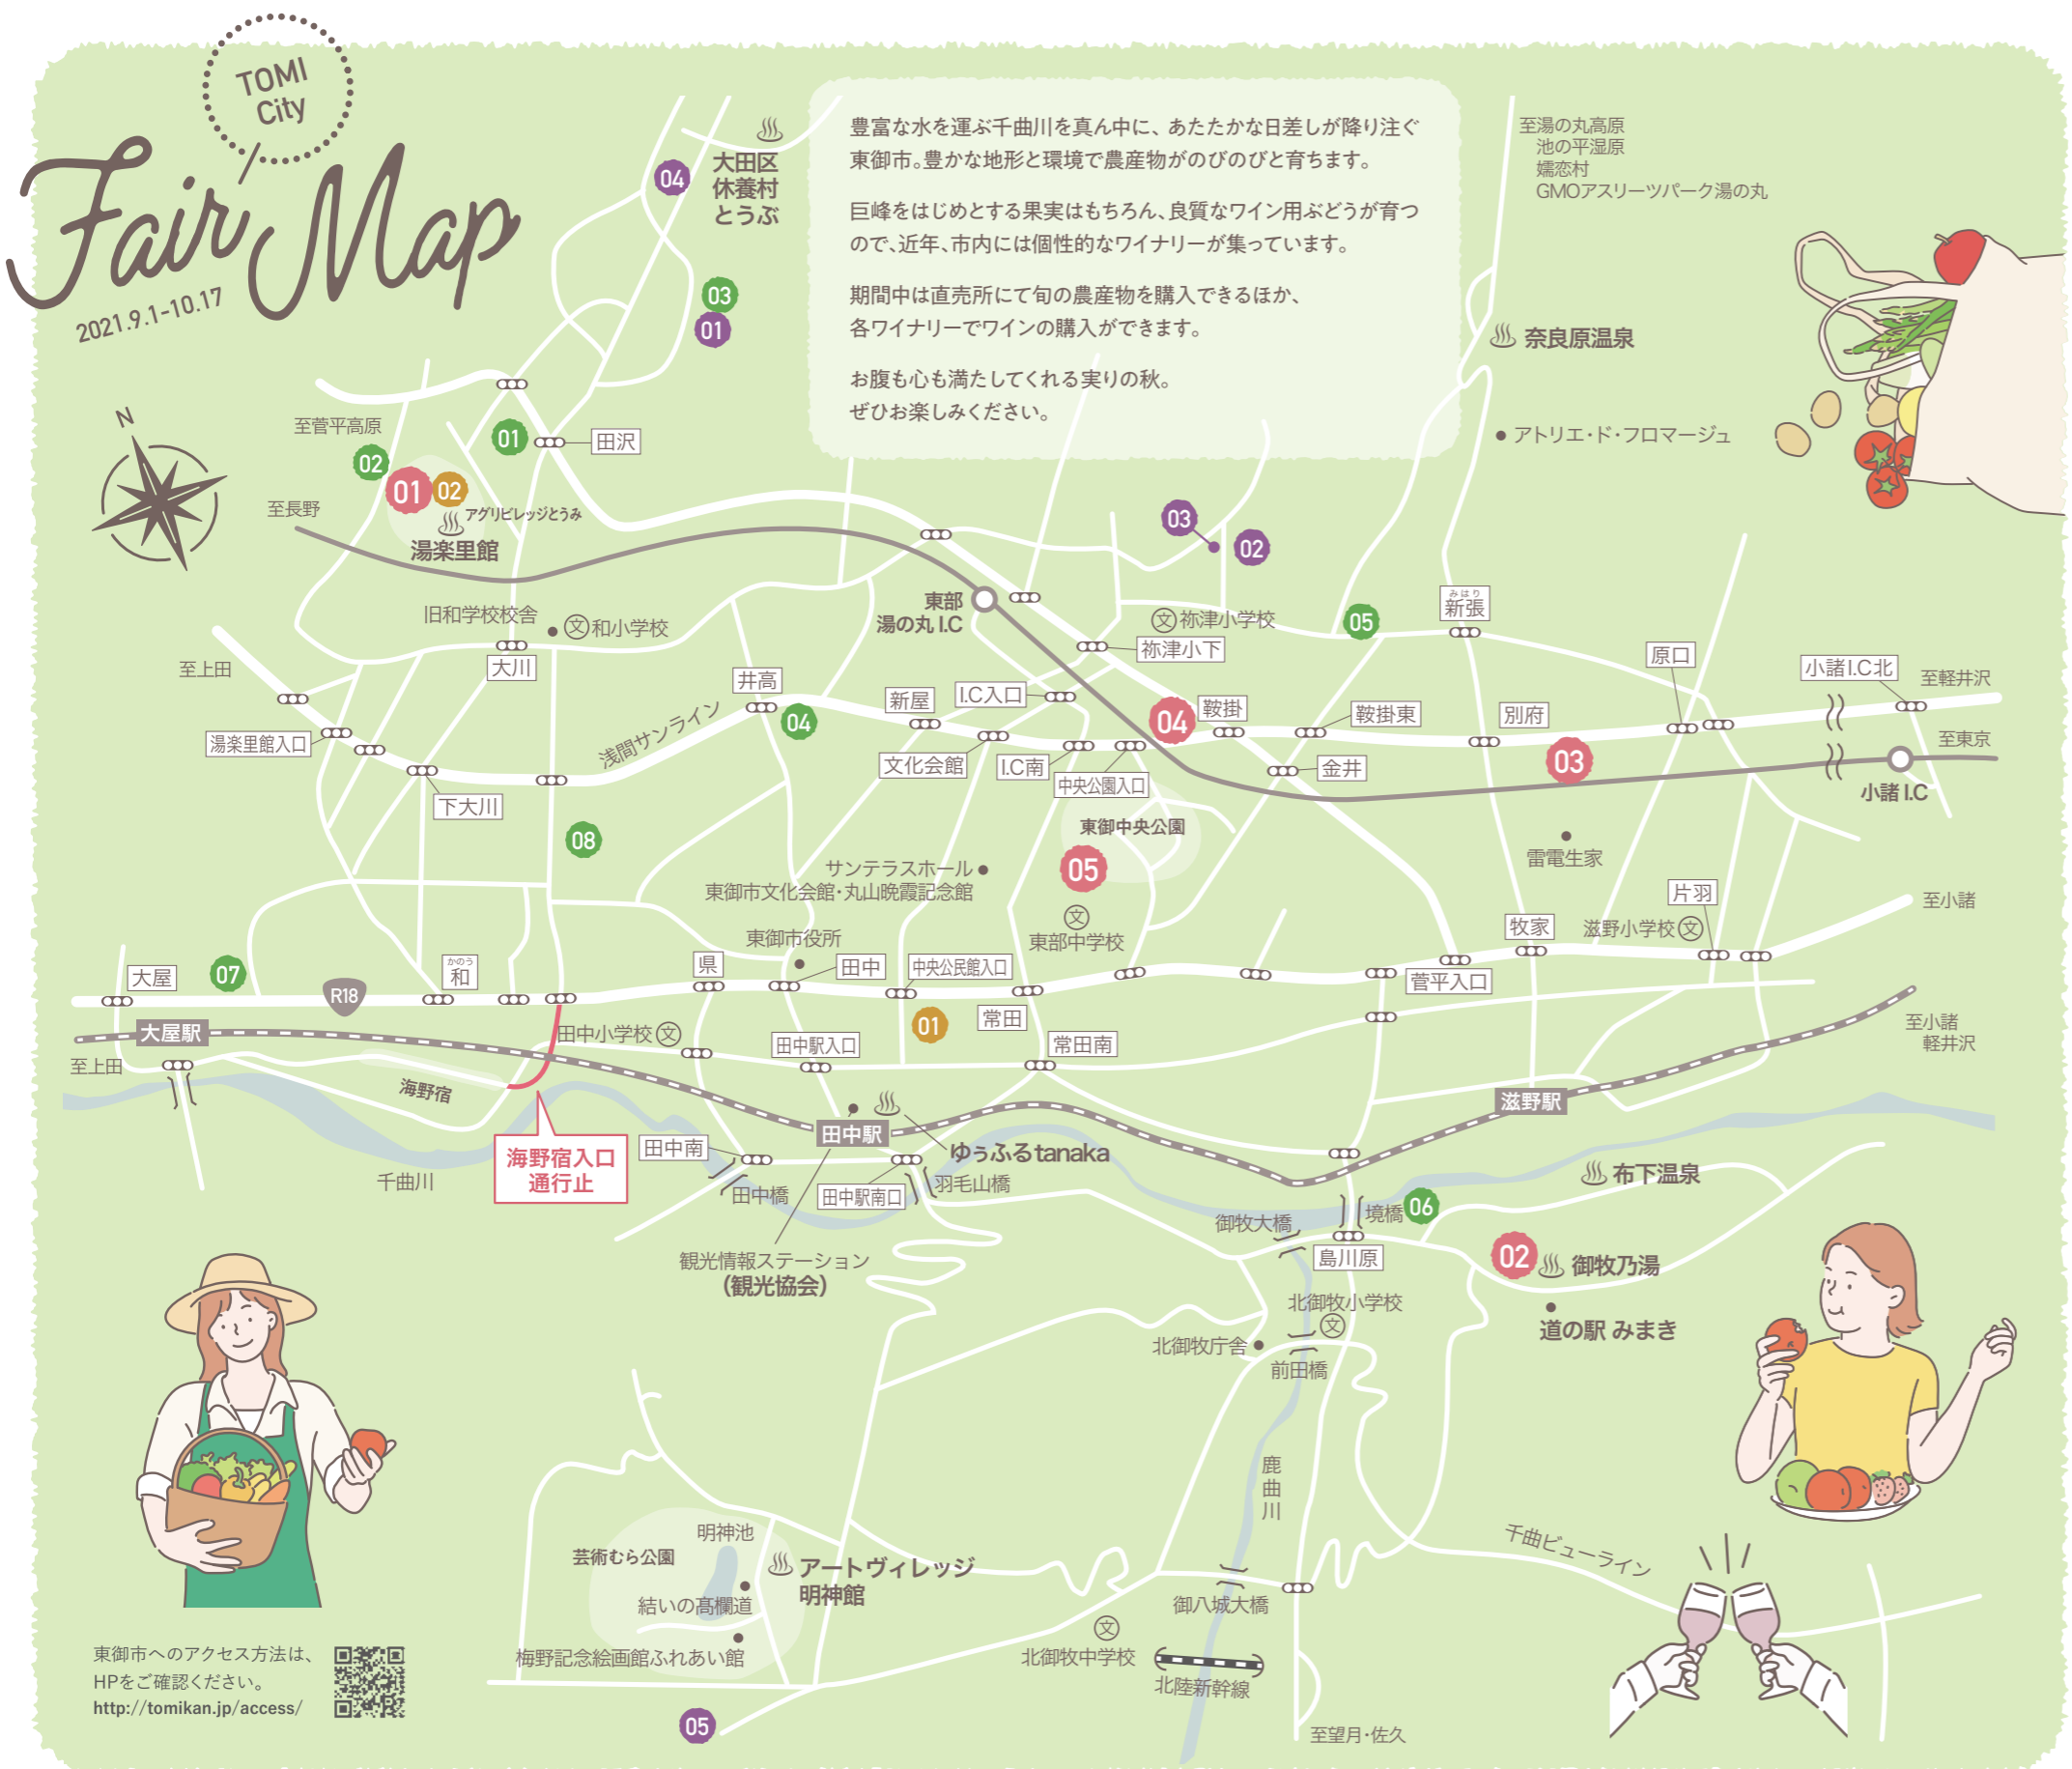 TOMI
City
Fair Map
2021.9.1-10.17
豊富な水を運ぶ千曲川を真ん中に、あたたかな日差しが降り注ぐ
東御市。豊かな地形と環境で農産物がのびのびと育ちます。
巨峰をはじめとする果実はもちろん、良質なワイン用ぶどうが育つ
ので、近年、市内には個性的なワイナリーが集っています。
期間中は直売所にて旬の農産物を購入できるほか、
各ワイナリーでワインの購入ができます。
お腹も心も満たしてくれる実りの秋。
ぜひお楽しみください。
至湯の丸高原
池の平湿原
嬬恋村
GMOアスリーツパーク湯の丸
04
大田区
休養村
とうぶ
03
01
奈良原温泉
アトリエ・ド・フロマージュ
N
至菅平高原
02
01
田沢
01
02
アグリビレッジとうみ
湯楽里館
至長野
03
02
東部
湯の丸 I.C
旧和学校校舎
文 和小学校
大川
文 祢津小学校
祢津小下
05
みはり
新張
原口
小諸I.C北
至軽井沢
至上田
井高
04
新屋
I.C入口
04
鞍掛
鞍掛東
別府
03
至東京
小諸 I.C
湯楽里館入口
浅間サンライン
文化会館
I.C南
中央公園入口
金井
下大川
08
東御中央公園
05
サンテラスホール
東御市文化会館・丸山晩霞記念館
文
東部中学校
雷電生家
片羽
牧家
滋野小学校 文
至小諸
東御市役所
大屋
07
R18
かのう
和
県
田中
中央公民館入口
01
常田
菅平入口
大屋駅
至上田
田中小学校 文
田中駅入口
常田南
至小諸
軽井沢
海野宿
滋野駅
海野宿入口
通行止
千曲川
田中南
田中駅
ゆぅふるtanaka
田中橋
田中駅南口
羽毛山橋
布下温泉
御牧大橋
境橋
06
島川原
02
御牧乃湯
道の駅 みまき
観光情報ステーション
(観光協会)
北御牧小学校
文
北御牧庁舎
前田橋
鹿曲川
千曲ビューライン
明神池
芸術むら公園
アートヴィレッジ
明神館
結いの高欄道
梅野記念絵画館ふれあい館
御八城大橋
文
北御牧中学校
北陸新幹線
05
至望月・佐久
東御市へのアクセス方法は、
HPをご確認ください。
http://tomikan.jp/access/